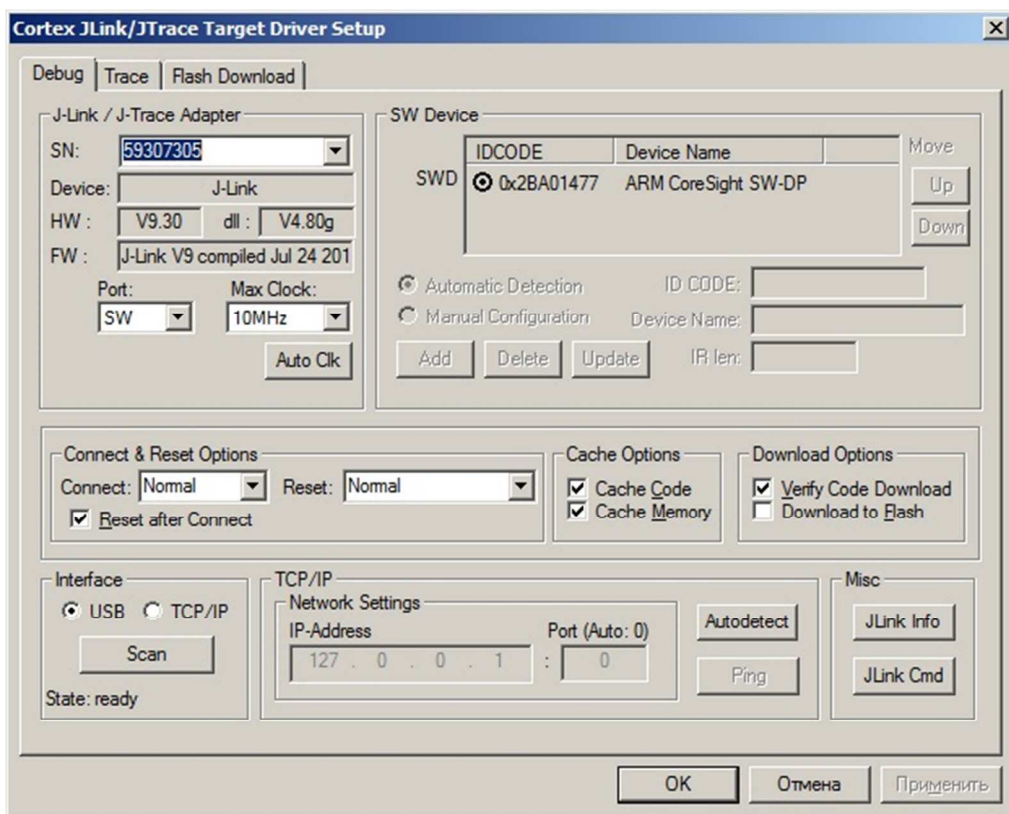 Cortex JLink/JTrace Target Driver Setup
Debug Trace Flash Download
J-Link / J-Trace Adapter
SN: 59307305
Device: J-Link
HW : V9.30 dll : V4.80g
FW : J-Link V9 compiled Jul 24 201
Port: Max Clock:
SW 10MHz
Auto Clk
SW Device
IDCODE Device Name Move
SWD 0x2BA01477 ARM CoreSight SW-DP Up
Down
Automatic Detection ID CODE:
Manual Configuration Device Name:
Add Delete Update IR len:
Connect & Reset Options
Connect: Normal Reset: Normal
Reset after Connect
Cache Options
Cache Code
Cache Memory
Download Options
Verify Code Download
Download to Flash
Interface
USB TCP/IP
Scan
State: ready
TCP/IP
Network Settings
IP-Address Port (Auto: 0)
127 . 0 . 0 . 1 : 0
Autodetect
Ping
Misc
JLink Info
JLink Cmd
OK Отмена Применить